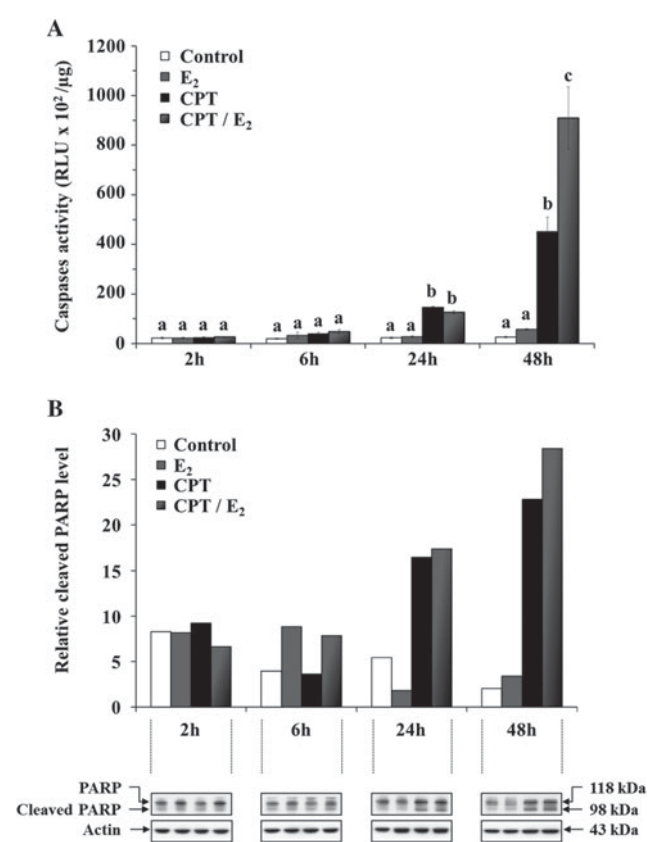 A
Caspases activity (RLU x 10² /µg)
1200
1000
800
600
400
200
0
Control
E₂
CPT
CPT / E₂
a a a a
a a a a
a a b b
a a b c
2h 6h 24h 48h
B
Relative cleaved PARP level
30
25
20
15
10
5
0
Control
E₂
CPT
CPT / E₂
2h 6h 24h 48h
PARP 118 kDa
Cleaved PARP 98 kDa
Actin 43 kDa